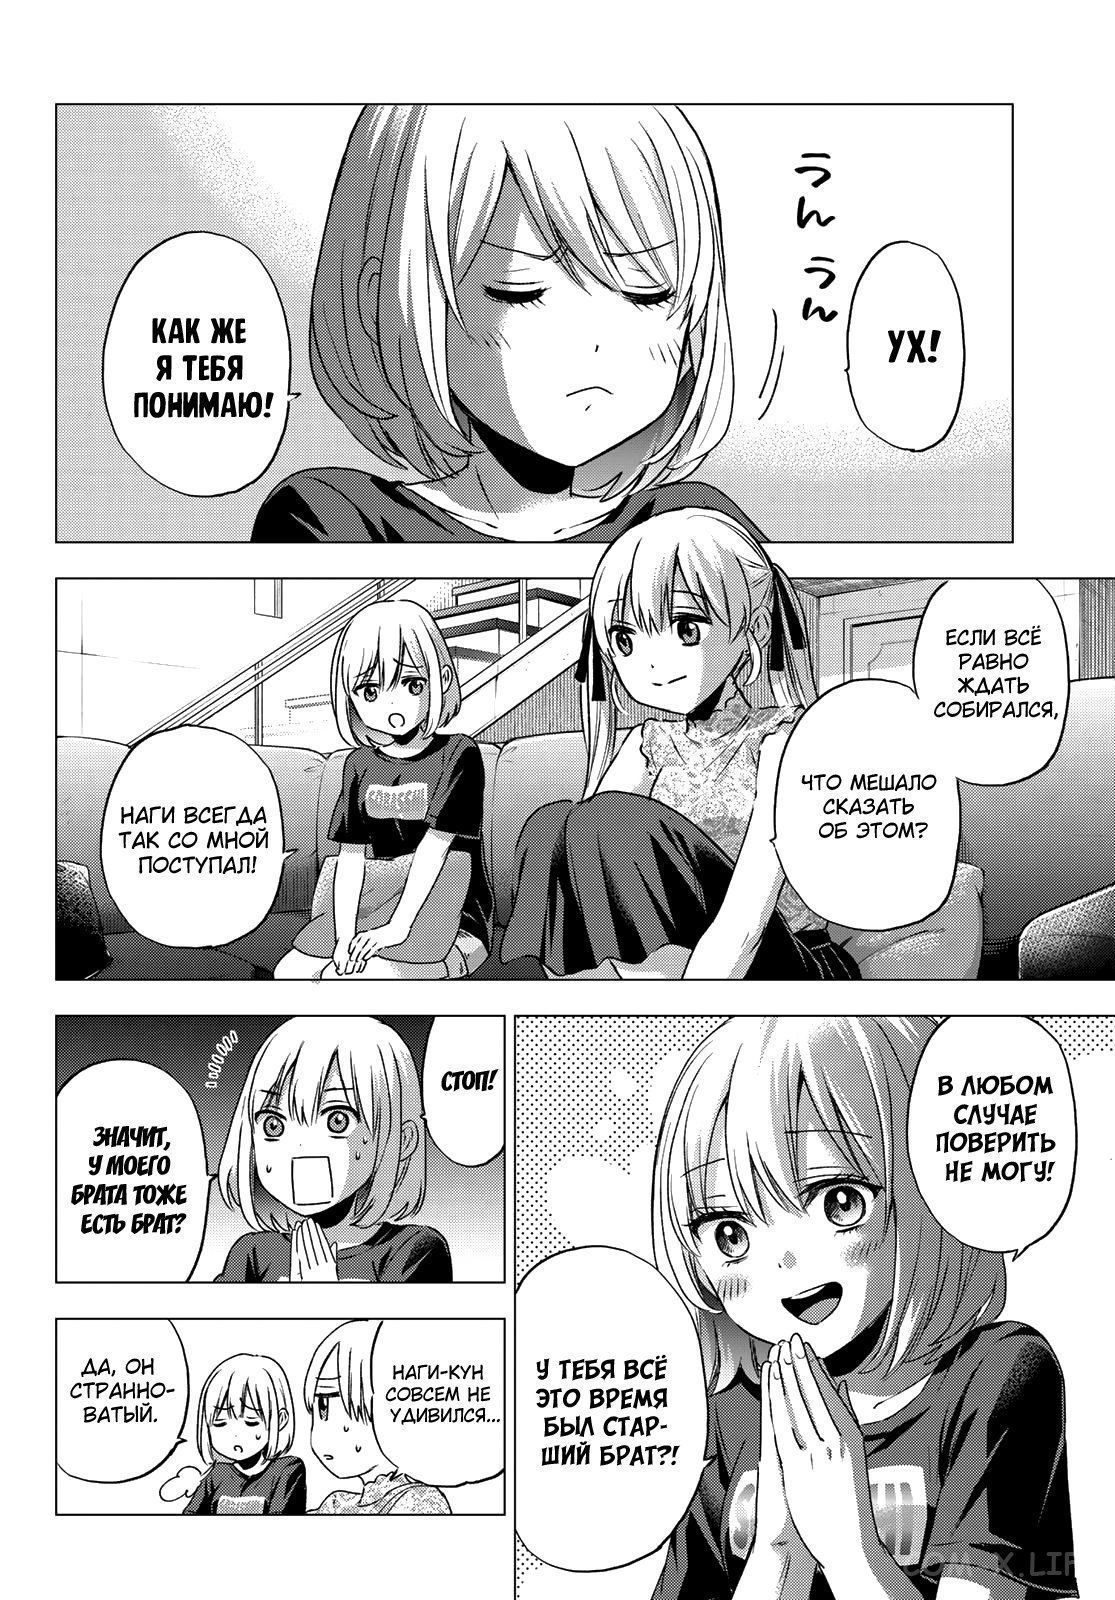 УХ!
うん
うん
КАК ЖЕ
Я ТЕБЯ
ПОНИМАЮ!
ЕСЛИ ВСЁ
РАВНО
ЖДАТЬ
СОБИРАЛСЯ,
ЧТО МЕШАЛО
СКАЗАТЬ
ОБ ЭТОМ?
НАГИ ВСЕГДА
ТАК СО МНОЙ
ПОСТУПАЛ!
В ЛЮБОМ
СЛУЧАЕ
ПОВЕРИТЬ
НЕ МОГУ!
У ТЕБЯ ВСЁ
ЭТО ВРЕМЯ
БЫЛ СТАР-
ШИЙ БРАТ?!
СТОП!
ЗНАЧИТ,
У МОЕГО
БРАТА ТОЖЕ
ЕСТЬ БРАТ?
НАГИ-КУН
СОВСЕМ НЕ
УДИВИЛСЯ...
ДА, ОН
СТРАННО-
ВАТЫЙ.